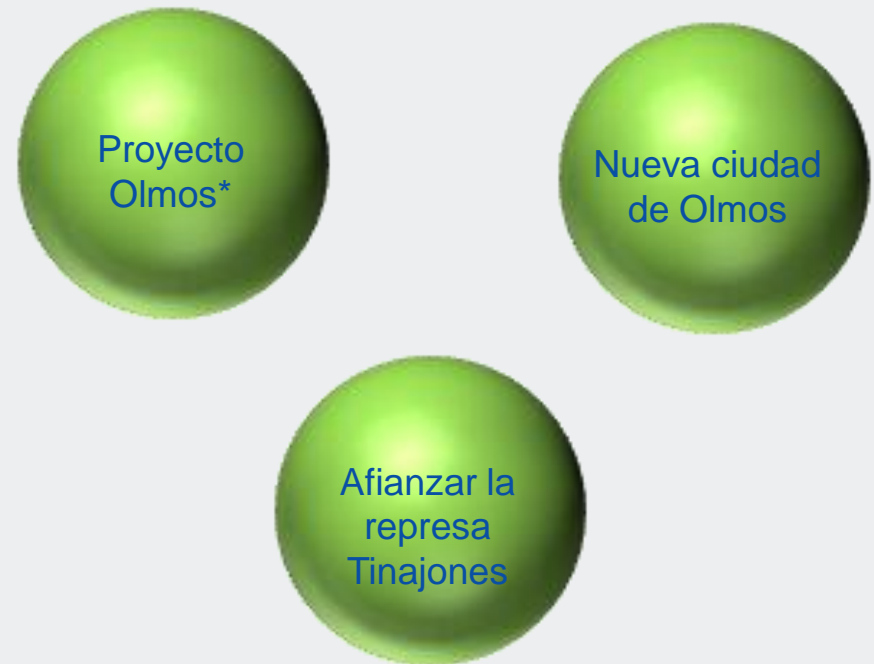 Proyecto
Olmos*
Nueva ciudad
de Olmos
Afianzar la
represa
Tinajones